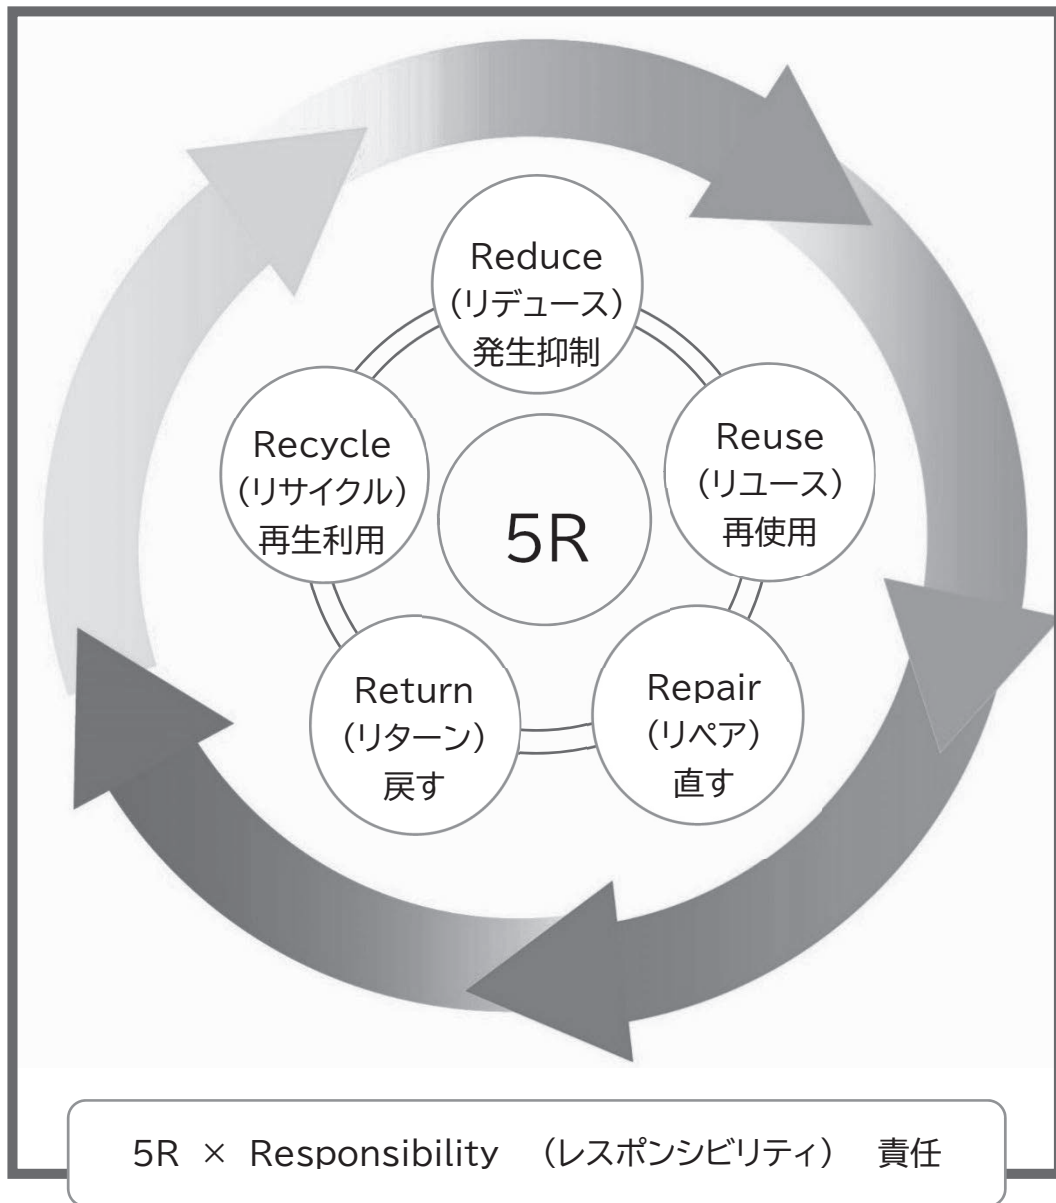 Reduce
（リデュース）
発生抑制
Reuse
（リユース）
再使用
Repair
（リペア）
直す
Return
（リターン）
戻す
Recycle
（リサイクル）
再生利用
5R
5R × Responsibility （レスポンシビリティ） 責任